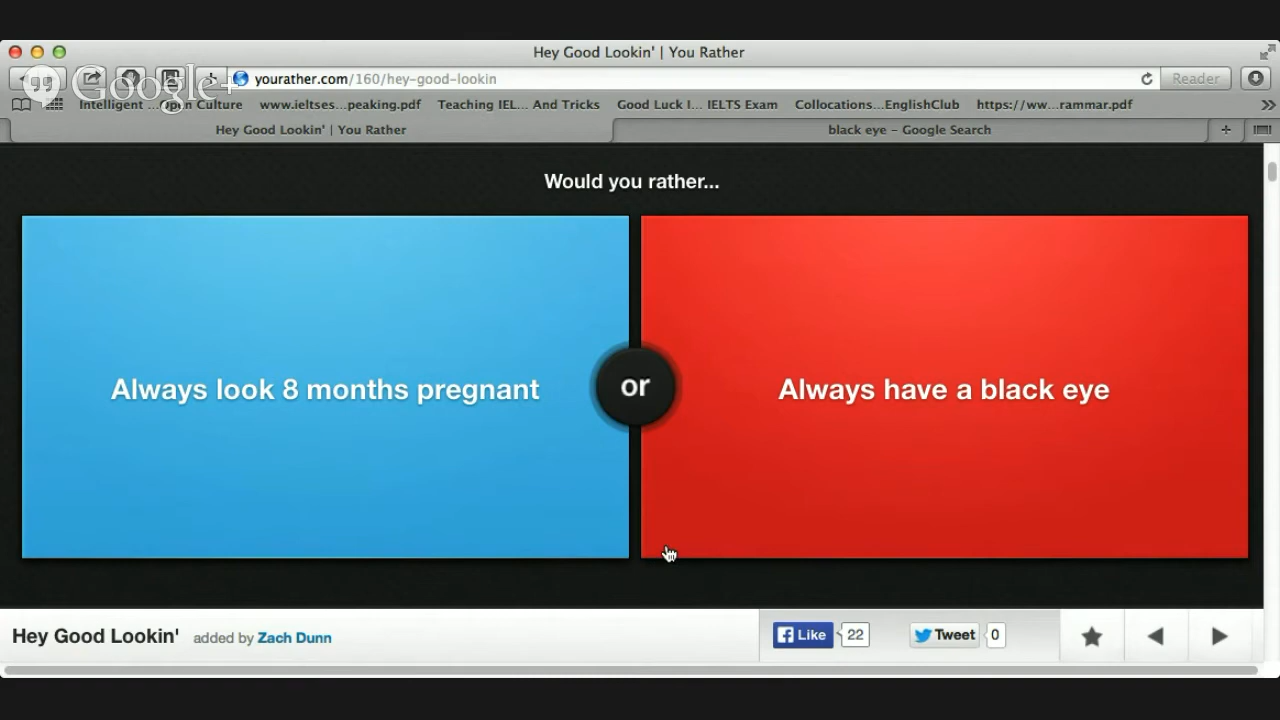 Hey Good Lookin' | You Rather
Google+
yourather.com/160/hey-good-lookin
Reader
Intelligent ...Open Culture www.ieltses...peaking.pdf Teaching IEL... And Tricks Good Luck I... IELTS Exam Collocations...EnglishClub https://ww...rammar.pdf
Hey Good Lookin' | You Rather black eye – Google Search
Would you rather...
Always look 8 months pregnant or Always have a black eye
Hey Good Lookin' added by Zach Dunn Like 22 Tweet 0